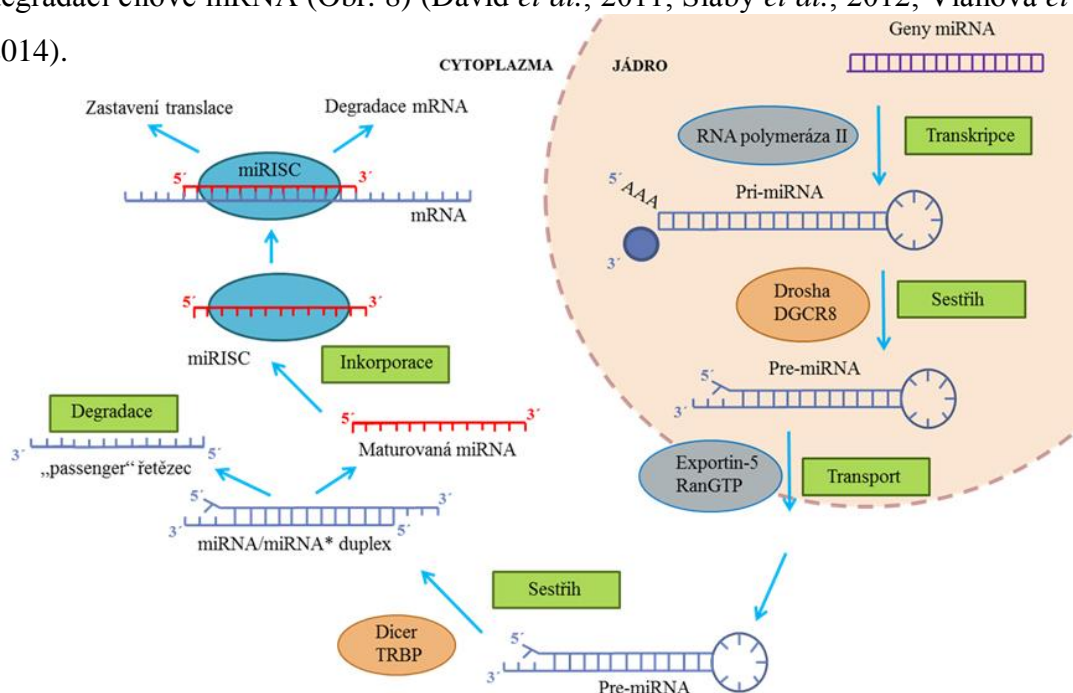 degradaci cílové mRNA (Obr. 8) (David et al., 2011; Slabý et al., 2012; Vlanová et
2014).
CYTOPLAZMA
JÁDRO
Geny miRNA
RNA polymeráza II
Transkripce
5´ AAA
Pri-miRNA
3´
Drosha
DGCR8
Sestřih
Pre-miRNA
5´
3´
Exportin-5
RanGTP
Transport
Pre-miRNA
5´
3´
Sestřih
Dicer
TRBP
miRNA/miRNA* duplex
5´
3´
3´
5´
Degradace
3´
5´
„passenger“ řetězec
5´
3´
Maturovaná miRNA
Inkorporace
5´
3´
miRISC
miRISC
5´
3´
mRNA
Zastavení translace
Degradace mRNA